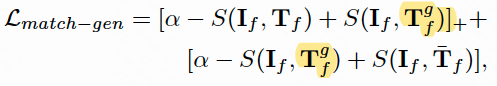 ℒ_{match−gen} = [α − S(𝐈_f, 𝐓_f) + S(𝐈_f, 𝐓_f^g)]_+ +
[α − S(𝐈_f, 𝐓_f^g) + S(𝐈_f, 𝐓̄_f)],